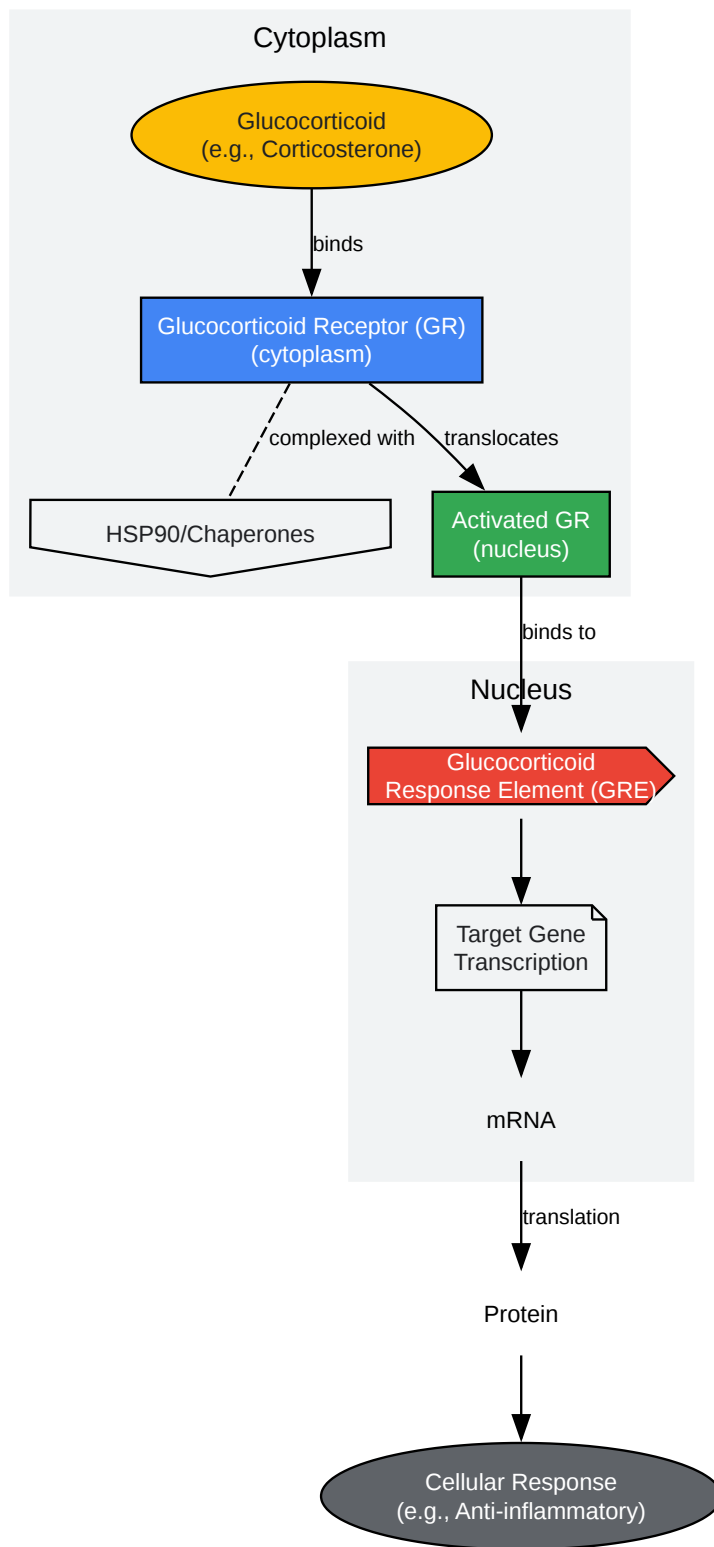 Cytoplasm
Glucocorticoid
(e.g., Corticosterone)
binds
Glucocorticoid Receptor (GR)
(cytoplasm)
complexed with
translocates
HSP90/Chaperones
Activated GR
(nucleus)
binds to
Nucleus
Glucocorticoid
Response Element (GRE)
Target Gene
Transcription
mRNA
translation
Protein
Cellular Response
(e.g., Anti-inflammatory)